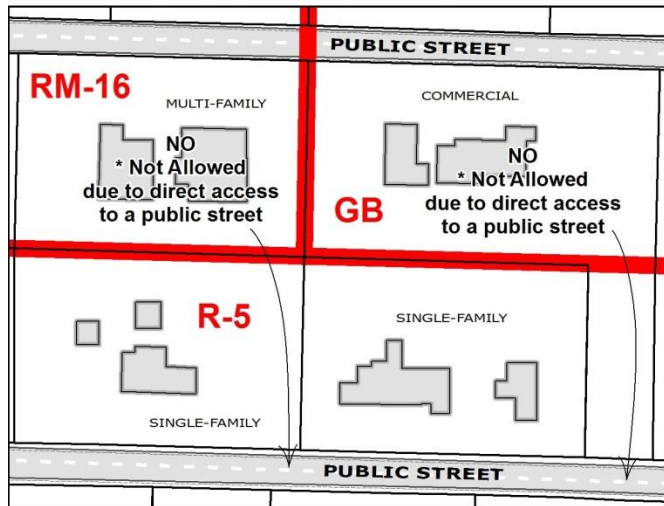 PUBLIC STREET
RM-16
MULTI-FAMILY
COMMERCIAL
NO
* Not Allowed
due to direct access
to a public street
NO
* Not Allowed
due to direct access
to a public street
GB
R-5
SINGLE-FAMILY
SINGLE-FAMILY
PUBLIC STREET